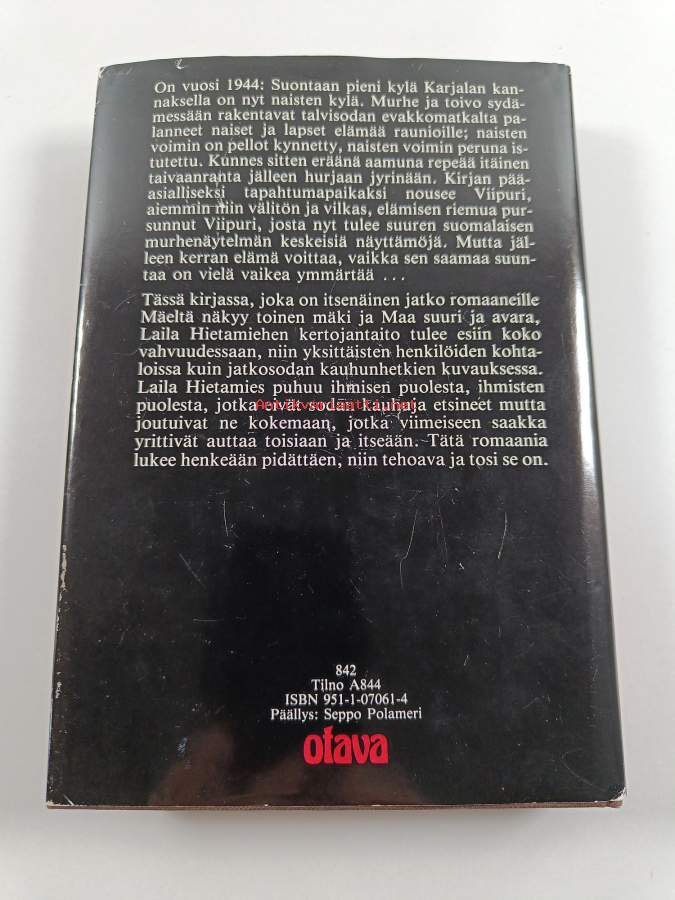 On vuosi 1944: Suontaan pieni kylä Karjalan kan-
naksella on nyt naisten kylä. Murhe ja toivo sydä-
messään rakentavat talvisodan evakkomatkalta pa-
lanneet naiset ja lapset elämää raunioille; naisten
voimin on pellot kynnetty, naisten voimin peruna is-
tutettu. Kunnes sitten eräänä aamuna repeää itäinen
taivaanranta jälleen hurjaan jyrinään. Kirjan pää-
asialliseksi tapahtumapaikaksi nousee Viipuri,
aiemmin niin välitön ja vilkas, elämisen riemua pur-
sunnut Viipuri, josta nyt tulee suuren suomalaisen
murhenäytelmän keskeisiä näyttämöjä. Mutta jäl-
leen kerran elämä voittaa, vaikka sen saamaa suun-
taa on vielä vaikea ymmärtää ...
Tässä kirjassa, joka on itsenäinen jatko romaaneille
Mäeltä näkyy toinen mäki ja Maa suuri ja avara,
Laila Hietamiehen kertojantaito tulee esiin koko
vahvuudessaan, niin yksittäisten henkilöiden kohta-
loissa kuin jatkosodan kauhunhetkien kuvauksessa.
Laila Hietamies puhuu ihmisen puolesta, ihmisten
puolesta, jotka eivät sodan tuhoja etsineet mutta
Antikvariaatti.net
joutuivat ne kokemaan, jotka viimeiseen saakka
yrittivät auttaa toisiaan ja itseään. Tätä romaania
lukee henkeään pidättäen, niin tehoava ja tosi se on.
842
Tilno A844
ISBN 951-1-07061-4
Päällys: Seppo Polameri
otava